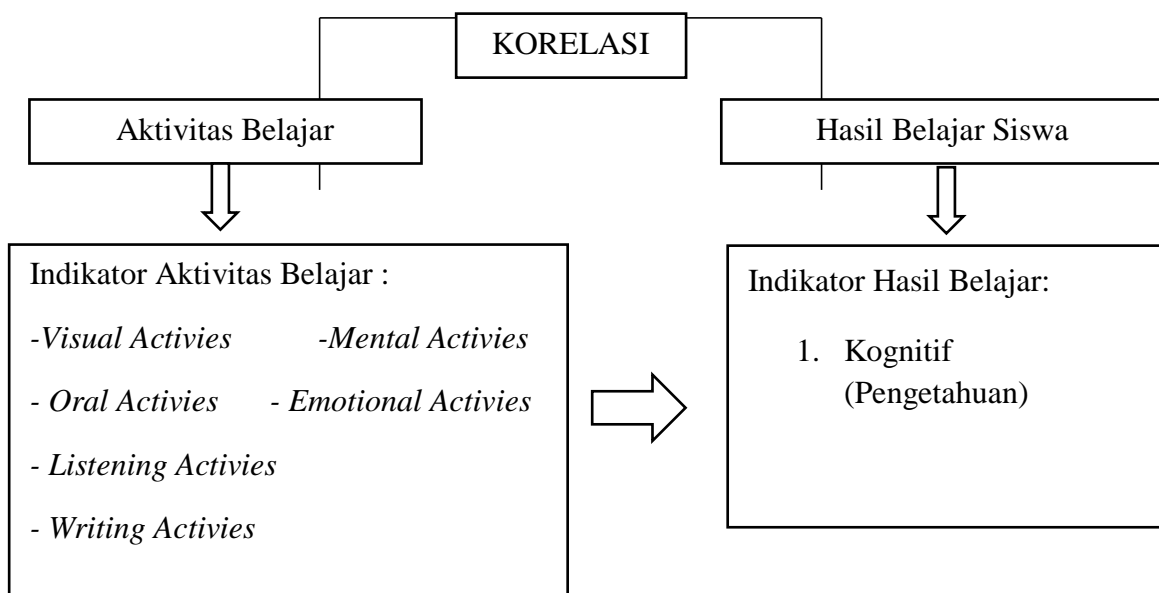 KORELASI
Aktivitas Belajar
Hasil Belajar Siswa
Indikator Aktivitas Belajar :
-Visual Activies -Mental Activies
- Oral Activies - Emotional Activies
- Listening Activies
- Writing Activies
Indikator Hasil Belajar:
1. Kognitif
(Pengetahuan)